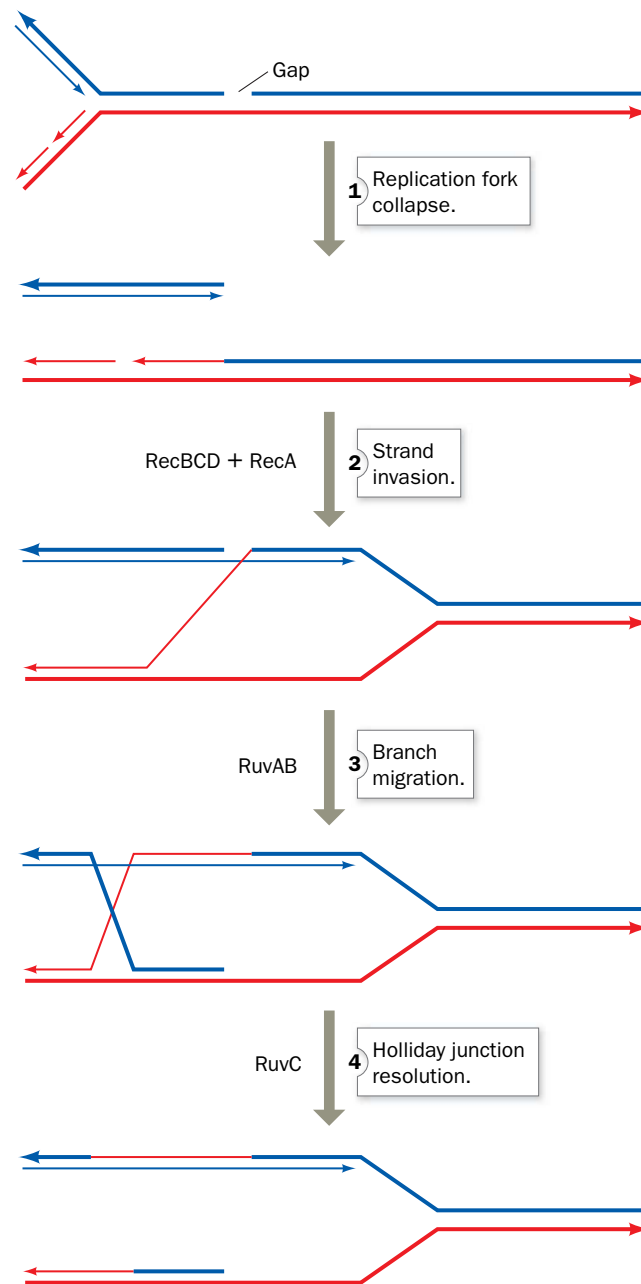 Gap
1 Replication fork
collapse.
RecBCD + RecA
2 Strand
invasion.
RuvAB
3 Branch
migration.
RuvC
4 Holliday junction
resolution.